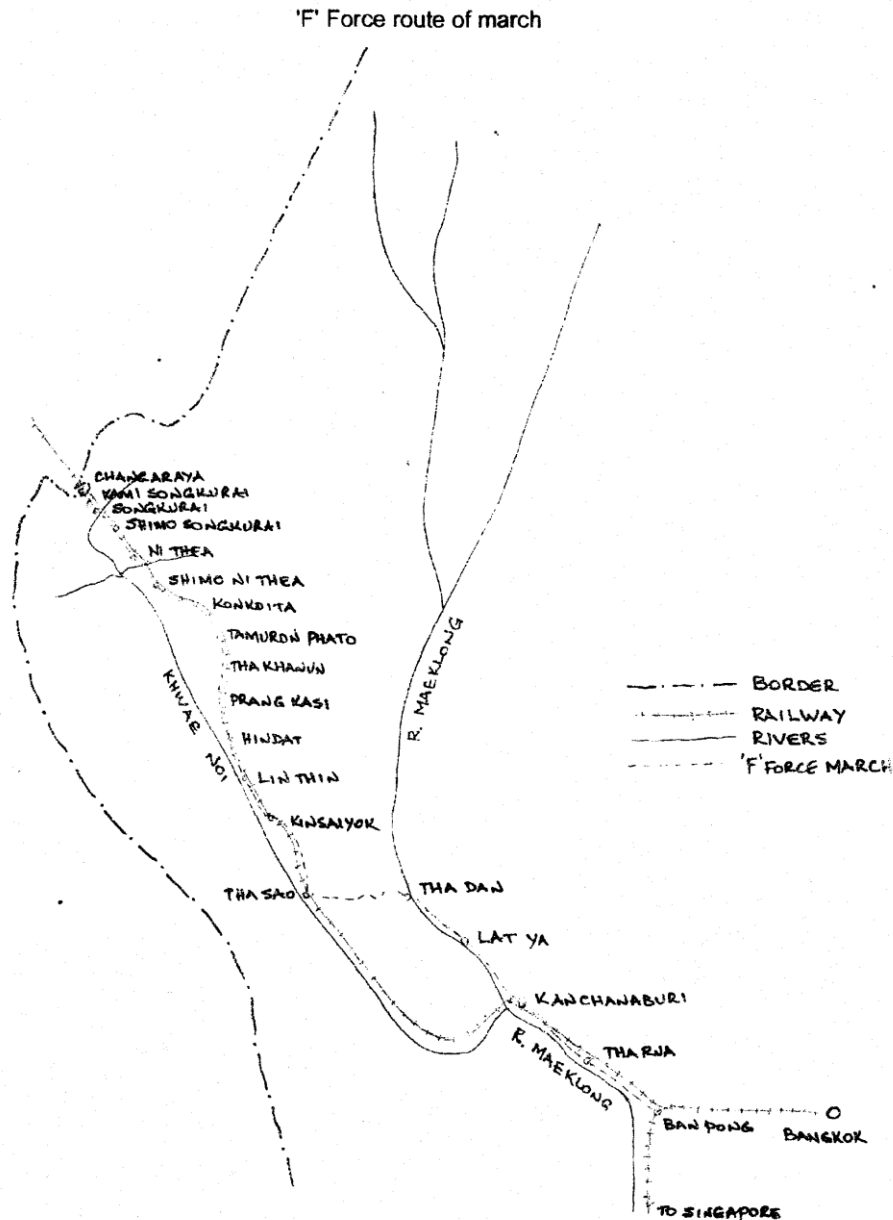 'F' Force route of march
CHANGARAYA
KAMI SONGKURAI
SONGKURAI
SHIMO SONGKURAI
NI THEA
SHIMO NI THEA
KONKOITA
TAMURON PHATO
THA KHANUN
PRANG KASI
HINDAT
LIN THIN
KINSAIYOK
KHWAE NOI
R. MAEKLONG
BORDER
RAILWAY
RIVERS
'F' FORCE MARCH
THA SAO
THA DAN
LAT YA
KANCHANABURI
THARUA
R. MAEKLONG
BAN PONG
BANGKOK
TO SINGAPORE